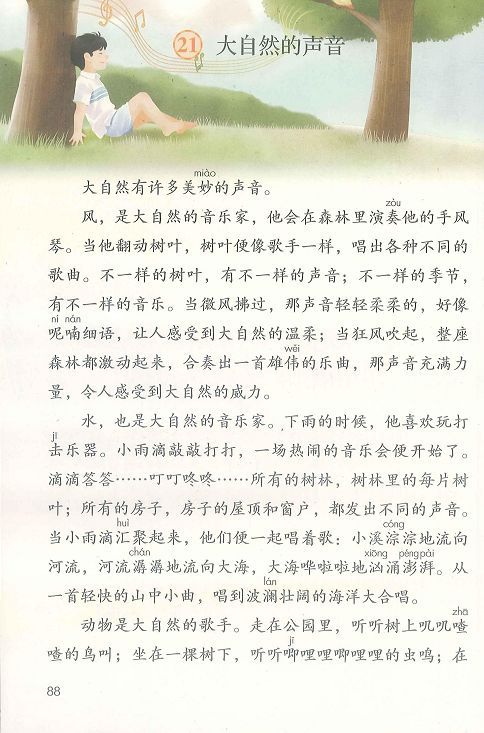 21 大自然的声音
miào
大自然有许多美妙的声音。
zòu
风，是大自然的音乐家，他会在森林里演奏他的手风
琴。当他翻动树叶，树叶便像歌手一样，唱出各种不同的
歌曲。不一样的树叶，有不一样的声音；不一样的季节，
有不一样的音乐。当微风拂过，那声音轻轻柔柔的，好像
ní nán
呢喃细语，让人感受到大自然的温柔；当狂风吹起，整座
wěi
森林都激动起来，合奏出一首雄伟的乐曲，那声音充满力
量，令人感受到大自然的威力。
水，也是大自然的音乐家。下雨的时候，他喜欢玩打
jī
击乐器。小雨滴敲敲打打，一场热闹的音乐会便开始了。
滴滴答答……叮叮咚咚……所有的树林，树林里的每片树
叶；所有的房子，房子的屋顶和窗户，都发出不同的声音。
huì cóng
当小雨滴汇聚起来，他们便一起唱着歌：小溪淙淙地流向
chán xiōng péngpài
河流，河流潺潺地流向大海，大海哗啦啦地汹涌澎湃。从
lán
一首轻快的山中小曲，唱到波澜壮阔的海洋大合唱。
zhā
动物是大自然的歌手。走在公园里，听听树上叽叽喳
jī
喳的鸟叫；坐在一棵树下，听听唧哩哩唧哩哩的虫鸣；在
88